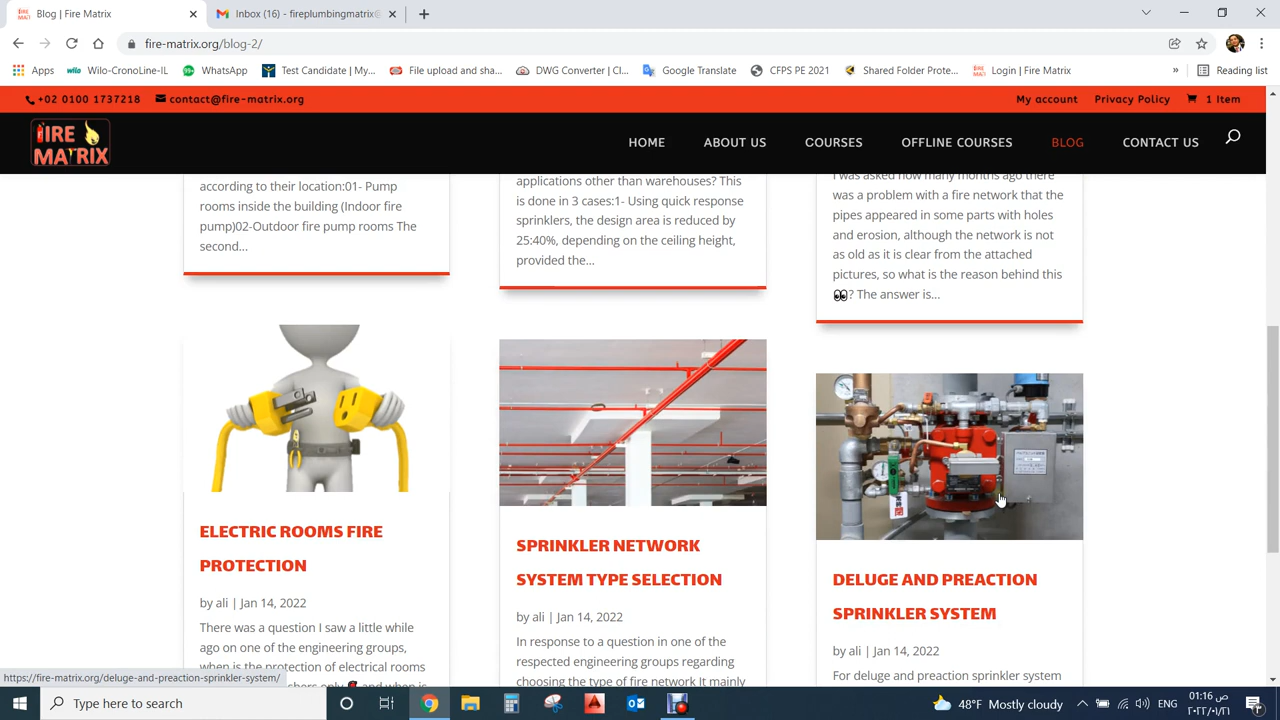 Blog | Fire Matrix
Inbox (16) - fireplumbingmatrix@
fire-matrix.org/blog-2/
Apps
Wilo-CronoLine-IL
WhatsApp
Test Candidate | My...
File upload and sha...
DWG Converter | Cl...
Google Translate
CFPS PE 2021
Shared Folder Prote...
Login | Fire Matrix
»
Reading list
+02 0100 1737218
contact@fire-matrix.org
My account
Privacy Policy
1 Item
FIRE
MATRIX
HOME
ABOUT US
COURSES
OFFLINE COURSES
BLOG
CONTACT US
according to their location:01- Pump
rooms inside the building (Indoor fire
pump)02-Outdoor fire pump rooms The
second...
applications other than warehouses? This
is done in 3 cases:1- Using quick response
sprinklers, the design area is reduced by
25:40%, depending on the ceiling height,
provided the...
I was asked how many months ago there
was a problem with a fire network that the
pipes appeared in some parts with holes
and erosion, although the network is not
as old as it is clear from the attached
pictures, so what is the reason behind this
👀? The answer is...
ELECTRIC ROOMS FIRE
PROTECTION
by ali | Jan 14, 2022
There was a question I saw a little while
ago on one of the engineering groups,
when is the protection of electrical rooms
SPRINKLER NETWORK
SYSTEM TYPE SELECTION
by ali | Jan 14, 2022
In response to a question in one of the
respected engineering groups regarding
choosing the type of fire network It mainly
DELUGE AND PREACTION
SPRINKLER SYSTEM
by ali | Jan 14, 2022
For deluge and preaction sprinkler system
https://fire-matrix.org/deluge-and-preaction-sprinkler-system/
Type here to search
48°F Mostly cloudy
ENG
01:16 ص
٢٠٢٢/٠١/٢٦